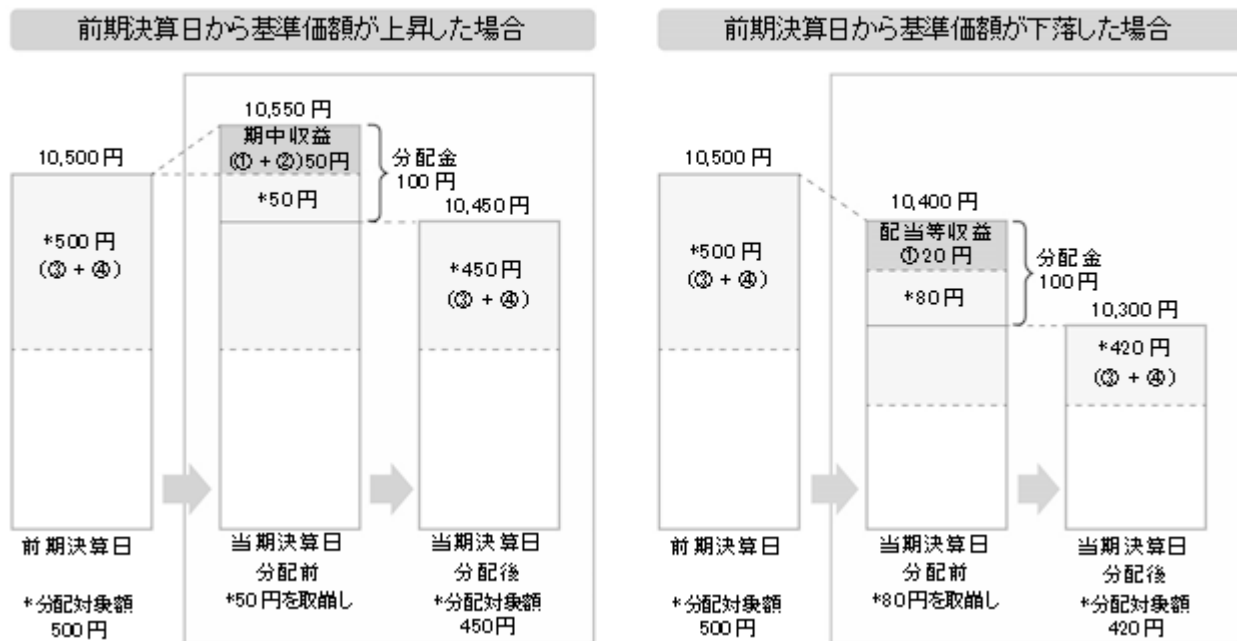 前期決算日から基準価額が上昇した場合
10,550円
期中収益
(①+②)50円
*50円
分配金
100円
10,500円
*500円
(③+④)
10,450円
*450円
(③+④)
前期決算日
*分配対象額
500円
当期決算日
分配前
*50円を取崩し
当期決算日
分配後
*分配対象額
450円
前期決算日から基準価額が下落した場合
10,500円
*500円
(③+④)
10,400円
配当等収益
①20円
*80円
分配金
100円
10,300円
*420円
(③+④)
前期決算日
*分配対象額
500円
当期決算日
分配前
*80円を取崩し
当期決算日
分配後
*分配対象額
420円